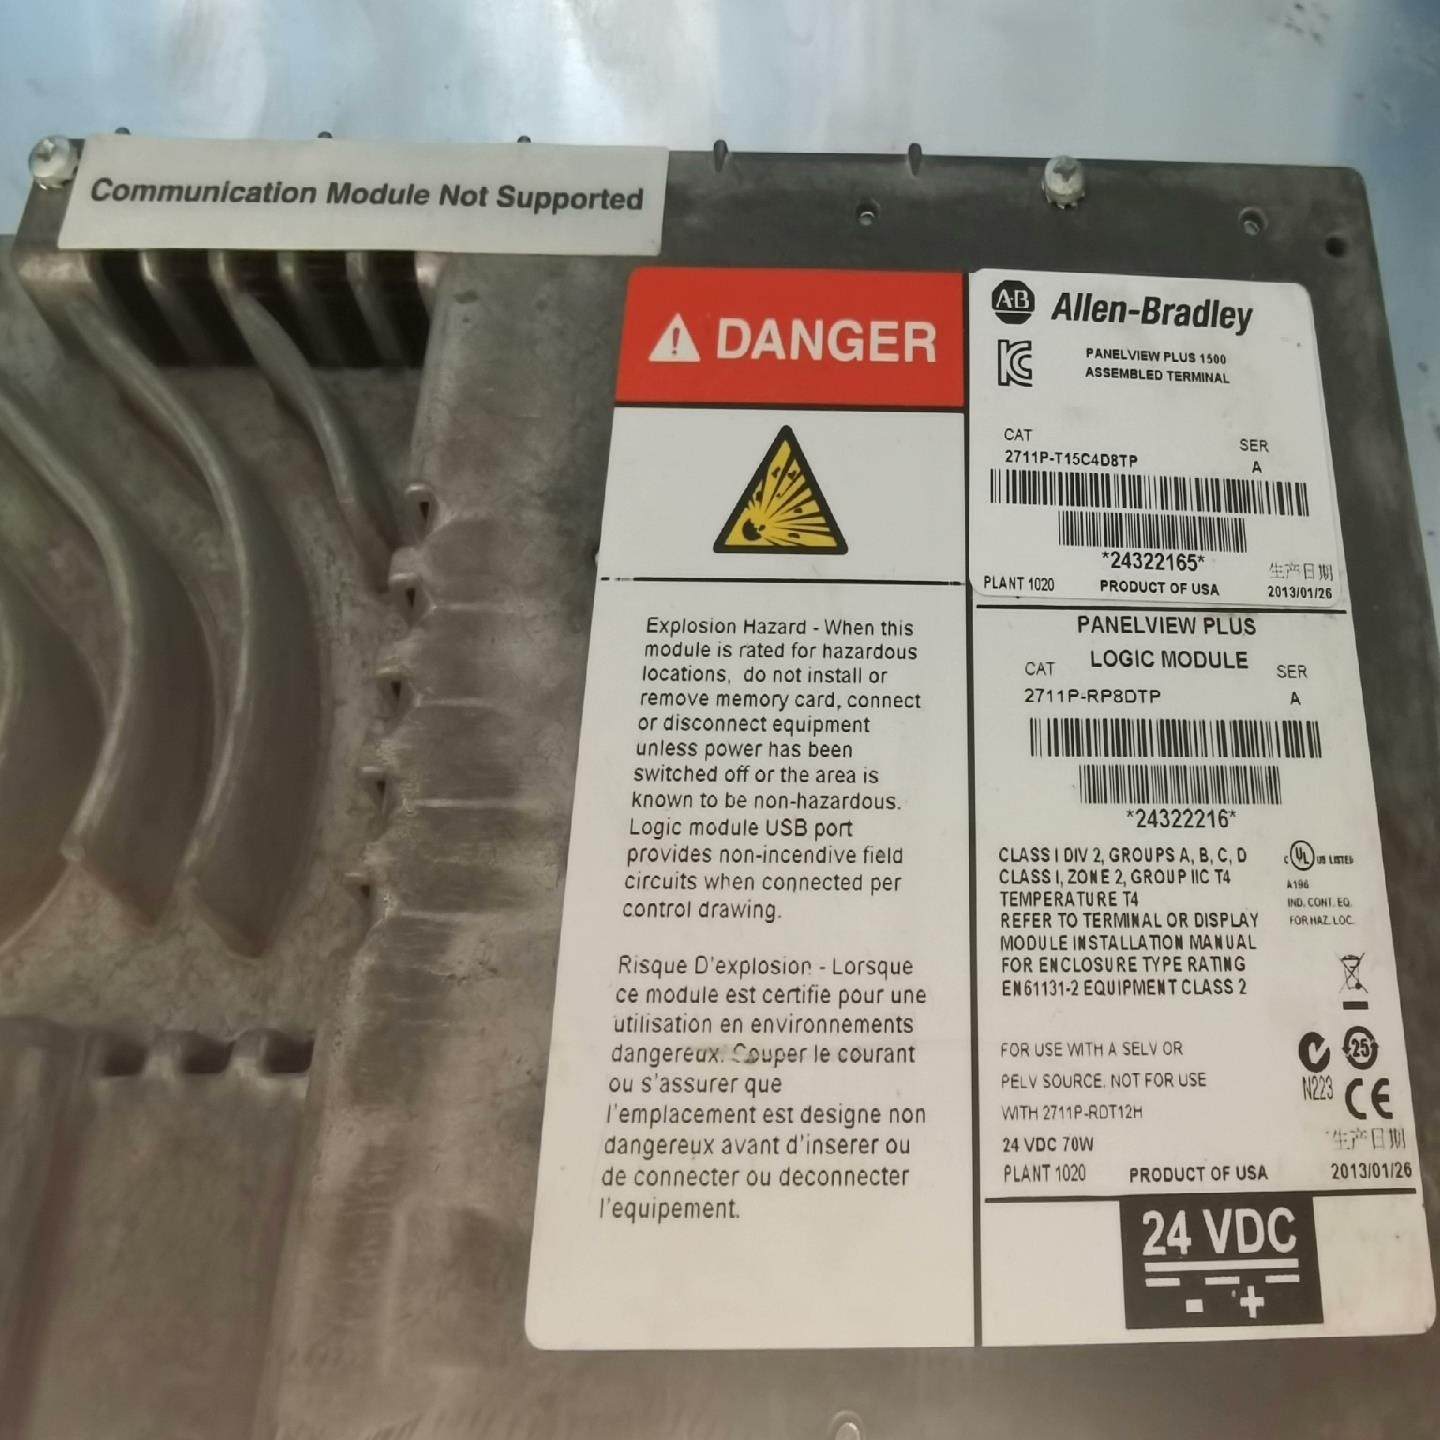 Communication Module Not Supported
DANGER
Explosion Hazard - When this
module is rated for hazardous
locations, do not install or
remove memory card, connect
or disconnect equipment
unless power has been
switched off or the area is
known to be non-hazardous.
Logic module USB port
provides non-incendive field
circuits when connected per
control drawing.
Risque D'explosion - Lorsque
ce module est certifie pour une
utilisation en environnements
dangereux. Couper le courant
ou s'assurer que
l'emplacement est designe non
dangereux avant d'inserer ou
de connecter ou deconnecter
l'equipement.
A-B Allen-Bradley
PANELVIEW PLUS 1500
ASSEMBLED TERMINAL
CAT SER
2711P-T15C4D8TP A
*24322165*
生产日期
PLANT 1020 PRODUCT OF USA 2013/01/26
PANELVIEW PLUS
LOGIC MODULE
CAT SER
2711P-RP8DTP A
*24322216*
CLASS I DIV 2, GROUPS A, B, C, D
CLASS I, ZONE 2, GROUP IIC T4
TEMPERATURE T4
REFER TO TERMINAL OR DISPLAY
MODULE INSTALLATION MANUAL
FOR ENCLOSURE TYPE RATING
EN61131-2 EQUIPMENT CLASS 2
C UL US LISTED
A196
IND. CONT. EQ.
FOR HAZ. LOC.
FOR USE WITH A SELV OR
PELV SOURCE. NOT FOR USE
WITH 2711P-RDT12H
24 VDC 70W
25
N223
CE
生产日期
PLANT 1020 PRODUCT OF USA 2013/01/26
24 VDC
- +